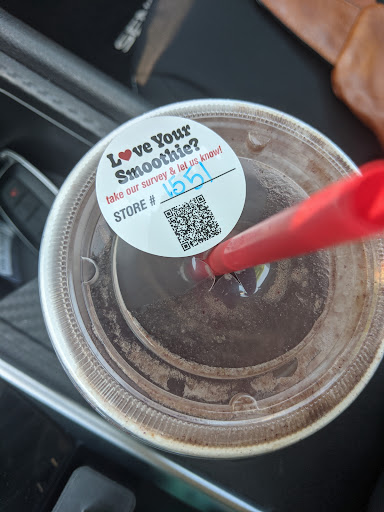 Love Your
Smoothie?
take our survey & let us know!
STORE # 1551